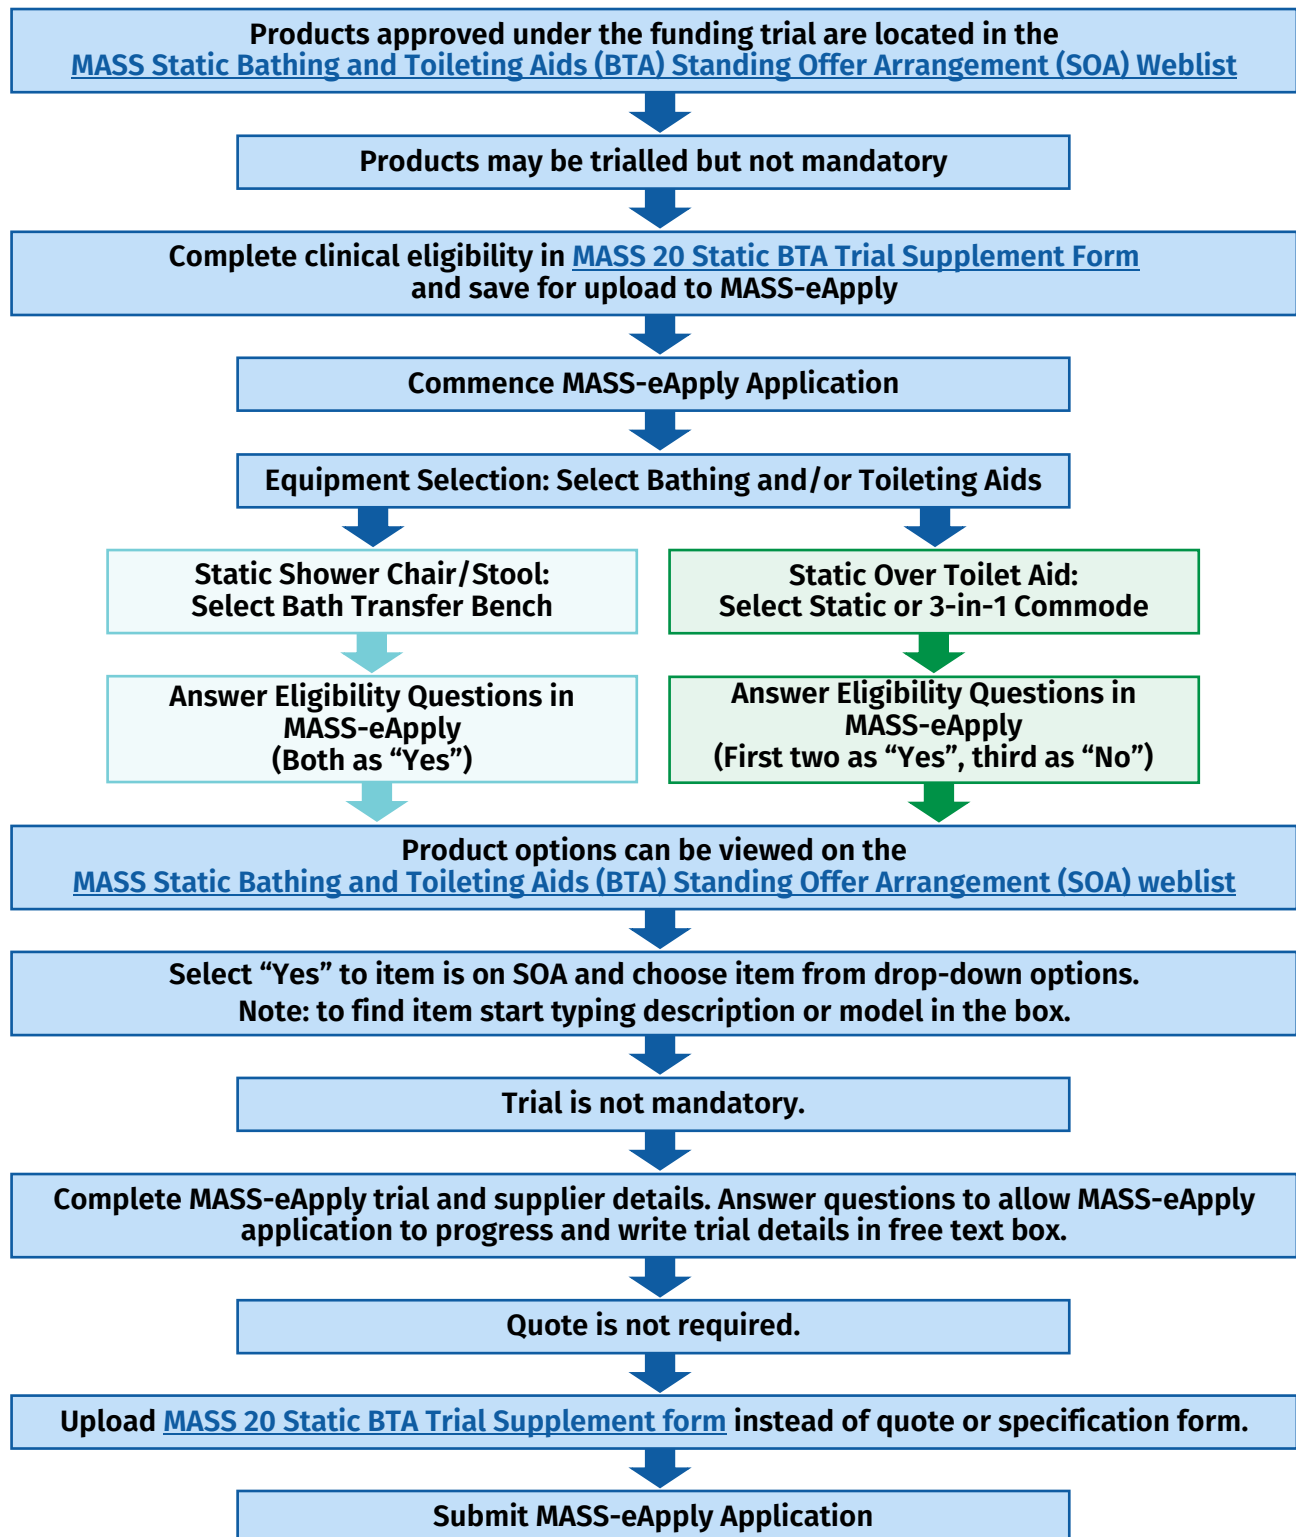 Products approved under the funding trial are located in the
MASS Static Bathing and Toileting Aids (BTA) Standing Offer Arrangement (SOA) Weblist
Products may be trialled but not mandatory
Complete clinical eligibility in MASS 20 Static BTA Trial Supplement Form
and save for upload to MASS-eApply
Commence MASS-eApply Application
Equipment Selection: Select Bathing and/or Toileting Aids
Static Shower Chair/Stool:
Select Bath Transfer Bench
Answer Eligibility Questions in
MASS-eApply
(Both as “Yes”)
Static Over Toilet Aid:
Select Static or 3-in-1 Commode
Answer Eligibility Questions in
MASS-eApply
(First two as “Yes”, third as “No”)
Product options can be viewed on the
MASS Static Bathing and Toileting Aids (BTA) Standing Offer Arrangement (SOA) weblist
Select “Yes” to item is on SOA and choose item from drop-down options.
Note: to find item start typing description or model in the box.
Trial is not mandatory.
Complete MASS-eApply trial and supplier details. Answer questions to allow MASS-eApply
application to progress and write trial details in free text box.
Quote is not required.
Upload MASS 20 Static BTA Trial Supplement form instead of quote or specification form.
Submit MASS-eApply Application